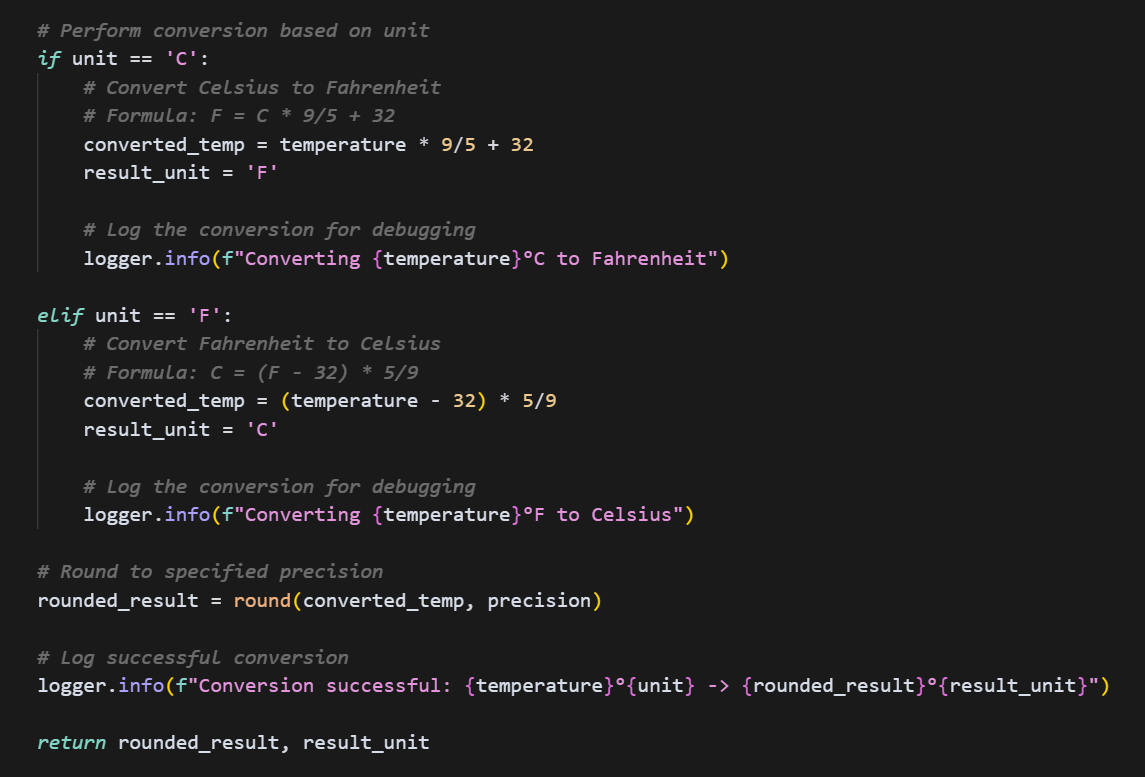 # Perform conversion based on unit
if unit == 'C':
    # Convert Celsius to Fahrenheit
    # Formula: F = C * 9/5 + 32
    converted_temp = temperature * 9/5 + 32
    result_unit = 'F'

    # Log the conversion for debugging
    logger.info(f"Converting {temperature}°C to Fahrenheit")

elif unit == 'F':
    # Convert Fahrenheit to Celsius
    # Formula: C = (F - 32) * 5/9
    converted_temp = (temperature - 32) * 5/9
    result_unit = 'C'

    # Log the conversion for debugging
    logger.info(f"Converting {temperature}°F to Celsius")

# Round to specified precision
rounded_result = round(converted_temp, precision)

# Log successful conversion
logger.info(f"Conversion successful: {temperature}°{unit} -> {rounded_result}°{result_unit}")

return rounded_result, result_unit